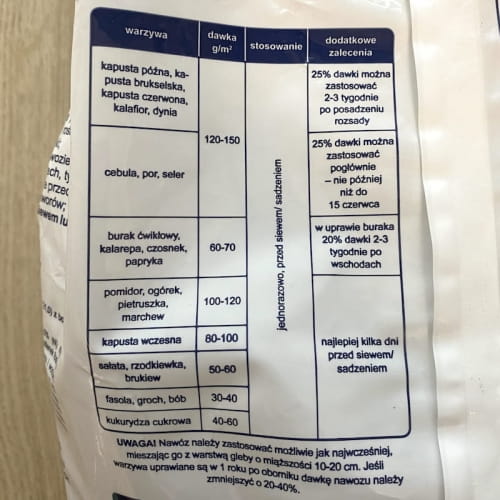 warzywa
dawka
g/m²
stosowanie
dodatkowe
zalecenia
kapusta późna, ka-
pusta brukselska,
kapusta czerwona,
kalafior, dynia
120-150
25% dawki można
zastosować
2-3 tygodnie
po posadzeniu
rozsady
cebula, por, seler
25% dawki można
zastosować
pogłównie
– nie później
niż do
15 czerwca
burak ćwikłowy,
kalarepa, czosnek,
papryka
60-70
w uprawie buraka
20% dawki 2-3
tygodnie po
wschodach
jednorazowo, przed siewem/ sadzeniem
pomidor, ogórek,
pietruszka,
marchew
100-120
najlepiej kilka dni
przed siewem/
sadzeniem
kapusta wczesna
80-100
sałata, rzodkiewka,
brukiew
50-60
fasola, groch, bób
30-40
kukurydza cukrowa
40-60
UWAGA! Nawóz należy zastosować możliwie jak najwcześniej,
mieszając go z warstwą gleby o miąższości 10-20 cm. Jeśli
warzywa uprawiane są w 1 roku po oborniku dawkę nawozu należy
zmniejszyć o 20-40%.